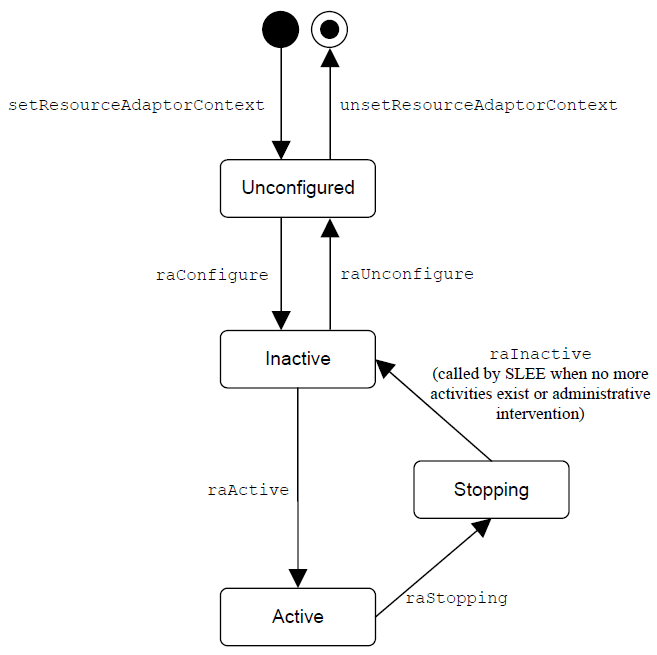 setResourceAdaptorContext
unsetResourceAdaptorContext
Unconfigured
raConfigure
raUnconfigure
Inactive
raInactive
(called by SLEE when no more
activities exist or administrative
intervention)
raActive
Stopping
Active
raStopping